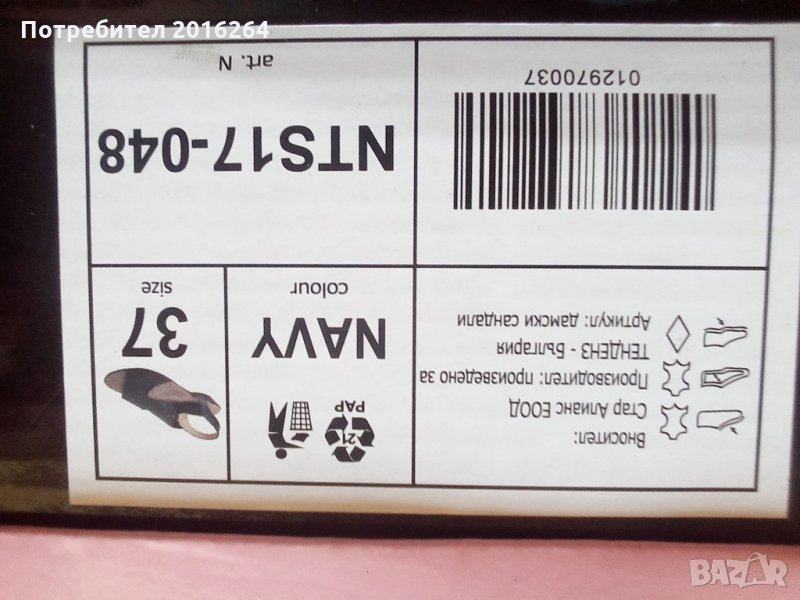 Потребител 2016264
Вносител:
Стар Алианс ЕООД
Производител: произведено за
ТЕНДЕНЗ - България
Артикул: дамски сандали
21
PAP
NAVY
colour
37
size
012970037
NTS17-048
art. N
BAZAR